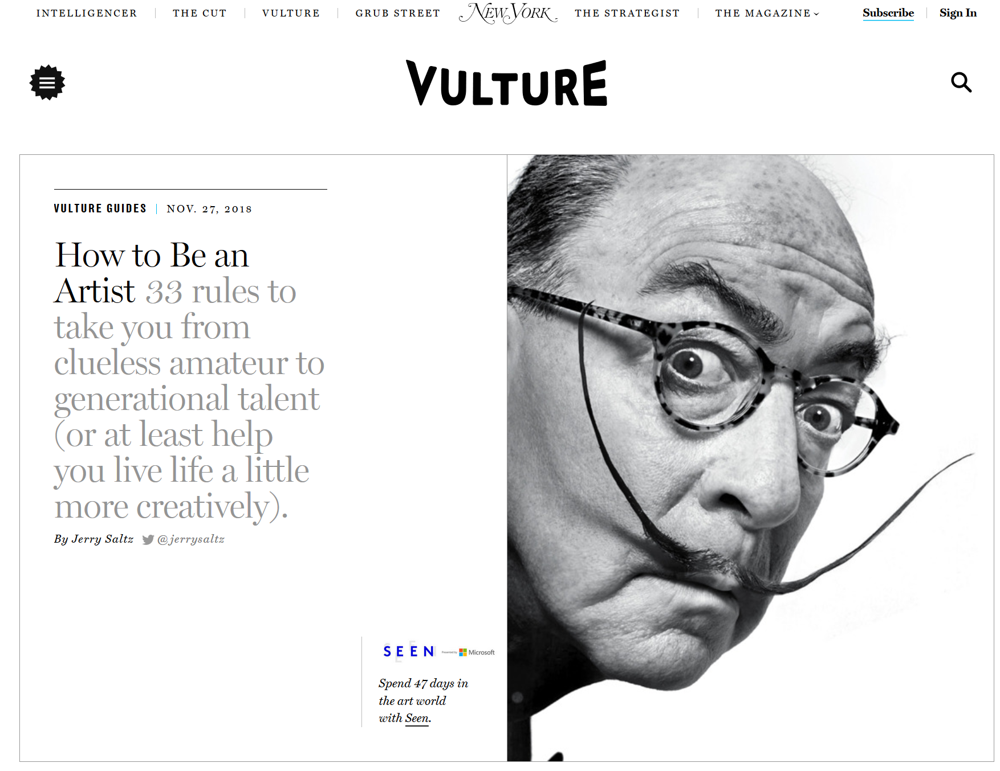 INTELLIGENCER
THE CUT
VULTURE
GRUB STREET
NEW YORK
THE STRATEGIST
THE MAGAZINE
Subscribe
Sign In
VULTURE
VULTURE GUIDES | NOV. 27, 2018
How to Be an
Artist 33 rules to
take you from
clueless amateur to
generational talent
(or at least help
you live life a little
more creatively).
By Jerry Saltz @jerrysaltz
SEEN Presented by Microsoft
Spend 47 days in
the art world
with Seen.